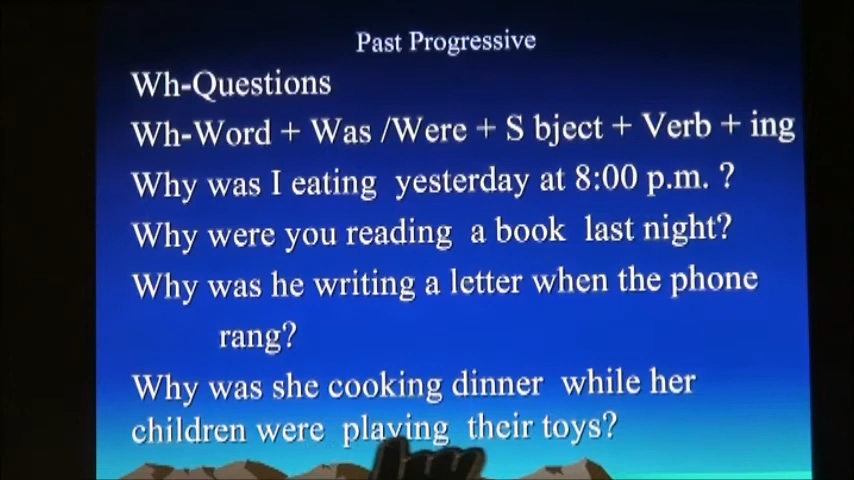 Past Progressive
Wh-Questions
Wh-Word + Was /Were + S bject + Verb + ing
Why was I eating yesterday at 8:00 p.m. ?
Why were you reading a book last night?
Why was he writing a letter when the phone
rang?
Why was she cooking dinner while her
children were playing their toys?